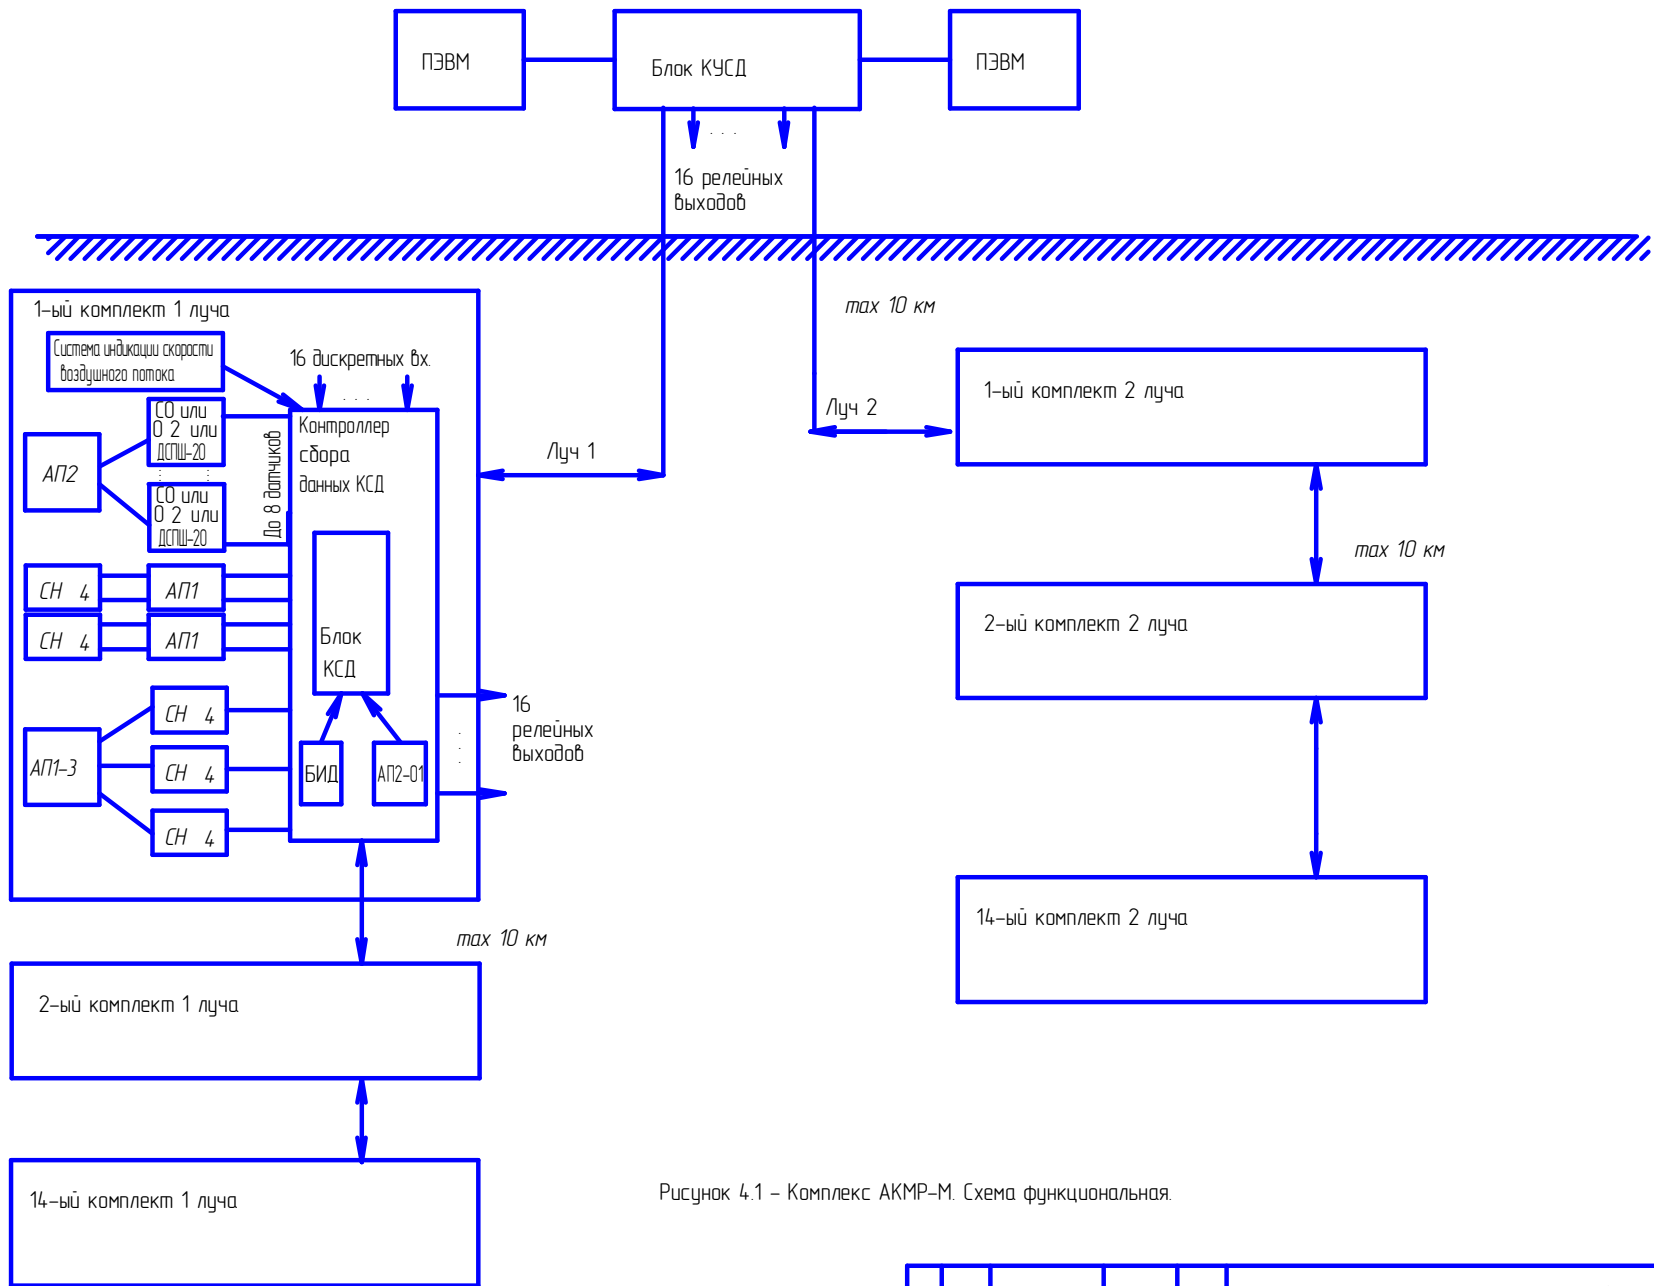 ПЭВМ
Блок КУСД
ПЭВМ
. . .
16 релейных
выходов
max 10 км
1-ый комплект 1 луча
Система индикации скорости
воздушного потока
16 дискретных вх.
. . .
СО или
О 2 или
ДСПШ-20
АП2
СО или
О 2 или
ДСПШ-20
До 8 датчиков
Контроллер
сбора
данных КСД
Луч 1
Луч 2
1-ый комплект 2 луча
max 10 км
СН 4
АП1
СН 4
АП1
Блок
КСД
2-ый комплект 2 луча
СН 4
АП1-3
СН 4
СН 4
БИД
АП2-01
16
релейных
выходов
14-ый комплект 2 луча
max 10 км
2-ый комплект 1 луча
14-ый комплект 1 луча
Рисунок 4.1 – Комплекс АКМР-М. Схема функциональная.